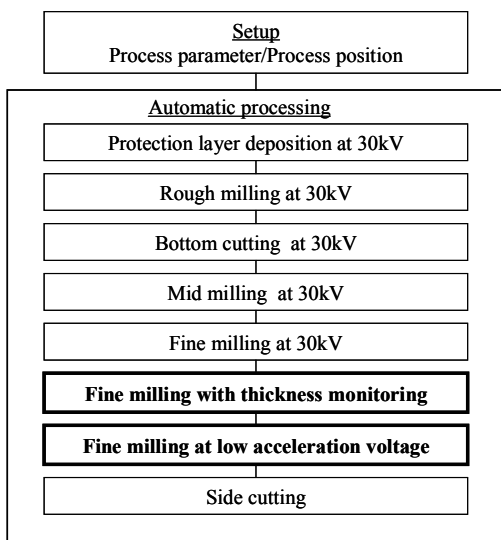 Setup
Process parameter/Process position
Automatic processing
Protection layer deposition at 30kV
Rough milling at 30kV
Bottom cutting at 30kV
Mid milling at 30kV
Fine milling at 30kV
Fine milling with thickness monitoring
Fine milling at low acceleration voltage
Side cutting